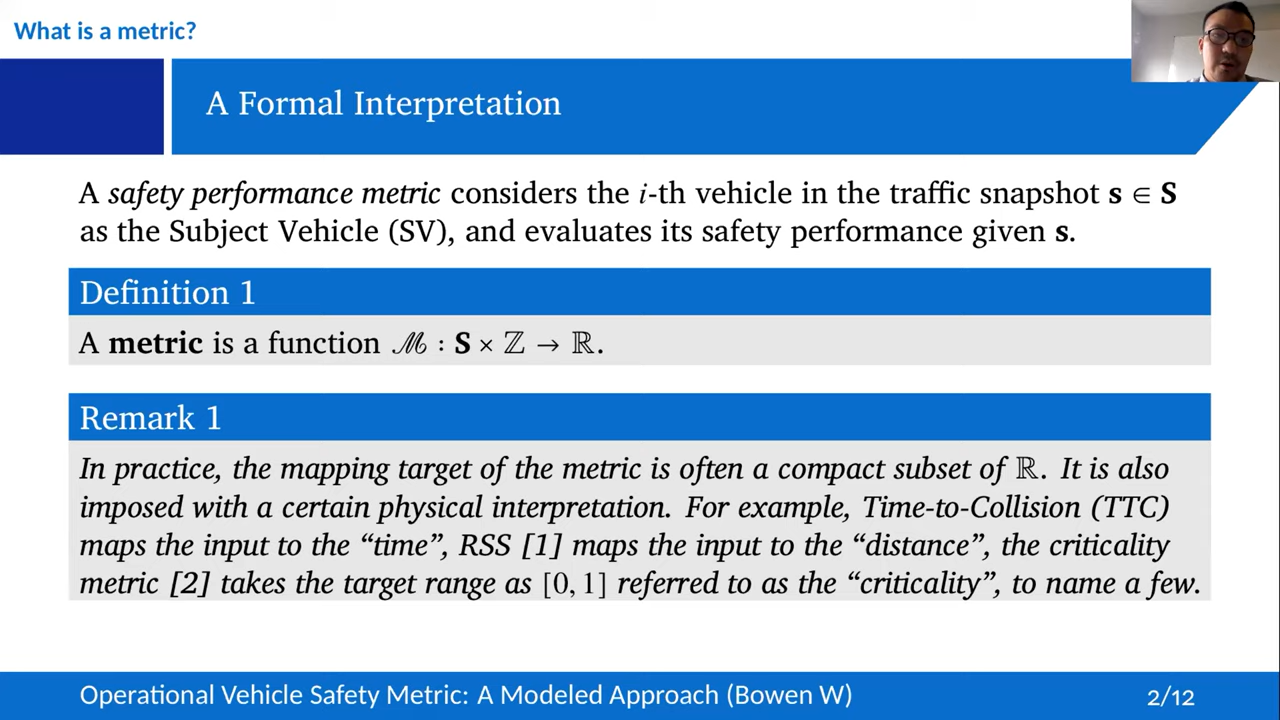 What is a metric?
A Formal Interpretation
A safety performance metric considers the i-th vehicle in the traffic snapshot s ∈ S
as the Subject Vehicle (SV), and evaluates its safety performance given s.
Definition 1
A metric is a function ℳ : S × ℤ → ℝ.
Remark 1
In practice, the mapping target of the metric is often a compact subset of ℝ. It is also
imposed with a certain physical interpretation. For example, Time-to-Collision (TTC)
maps the input to the “time”, RSS [1] maps the input to the “distance”, the criticality
metric [2] takes the target range as [0, 1] referred to as the “criticality”, to name a few.
Operational Vehicle Safety Metric: A Modeled Approach (Bowen W)
2/12